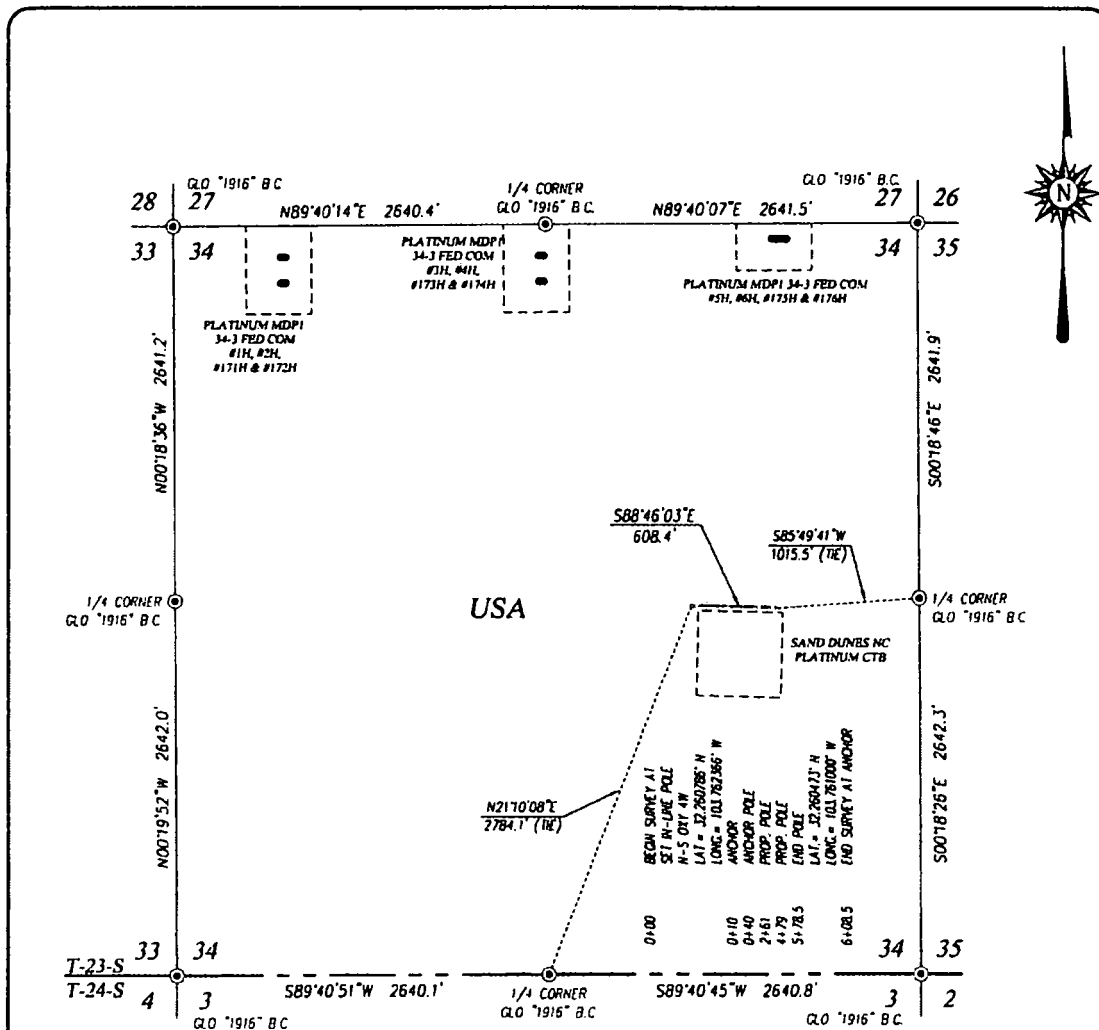 GLO "1916" B.C
28 27
N89°40'14"E 2640.4'
1/4 CORNER
GLO "1916" B.C.
N89°40'07"E 2641.5'
GLO "1916" B.C.
27 26
N
33 34
34 35
PLATINUM MDP1
34-3 FED COM
#1H, #2H,
#171H & #172H
PLATINUM MDP1
34-3 FED COM
#3H, #4H,
#173H & #174H
PLATINUM MDP1 34-3 FED COM
#5H, #6H, #175H & #176H
N00°18'36"W 2641.2'
S00°18'46"E 2641.9'
S88°46'03"E
608.4'
S85°49'41"W
1015.5' (TIE)
1/4 CORNER
GLO "1916" B.C
USA
1/4 CORNER
GLO "1916" B.C
SAND DUNES NC
PLATINUM CTB
N00°19'52"W 2642.0'
N21°10'08"E
2784.1' (TIE)
0+00 BEGIN SURVEY AT
SET IN-LINE POLE
N-S OXY 4W
LAT.= 32.260786° N
LONG.= 103.762366° W
0+10 ANCHOR
0+40 ANCHOR POLE
2+61 PROP. POLE
4+79 PROP. POLE
5+78.5 END POLE
LAT.= 32.260473° N
LONG.= 103.761000° W
6+08.5 END SURVEY AT ANCHOR
S00°18'26"E 2642.3'
33 34
34 35
T-23-S
T-24-S
4 3
GLO "1916" B.C
S89°40'51"W 2640.1'
1/4 CORNER
GLO "1916" B.C
S89°40'45"W 2640.8'
3 2
GLO "1916" B.C.